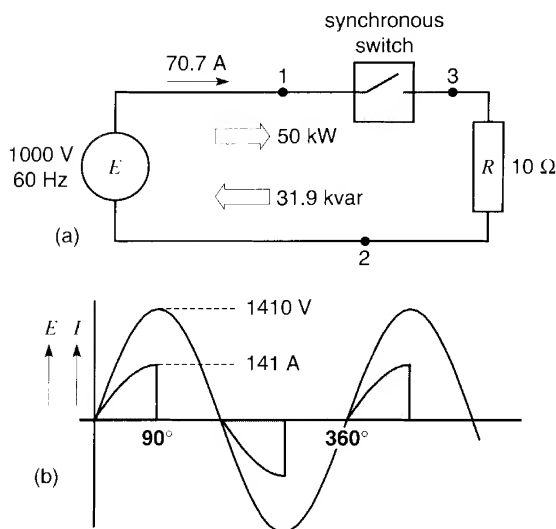 synchronous
switch
70.7 A
1
3
50 kW
1000 V
60 Hz
E
R
10 Ω
31.9 kvar
(a)
2
1410 V
E I
141 A
90°
360°
(b)